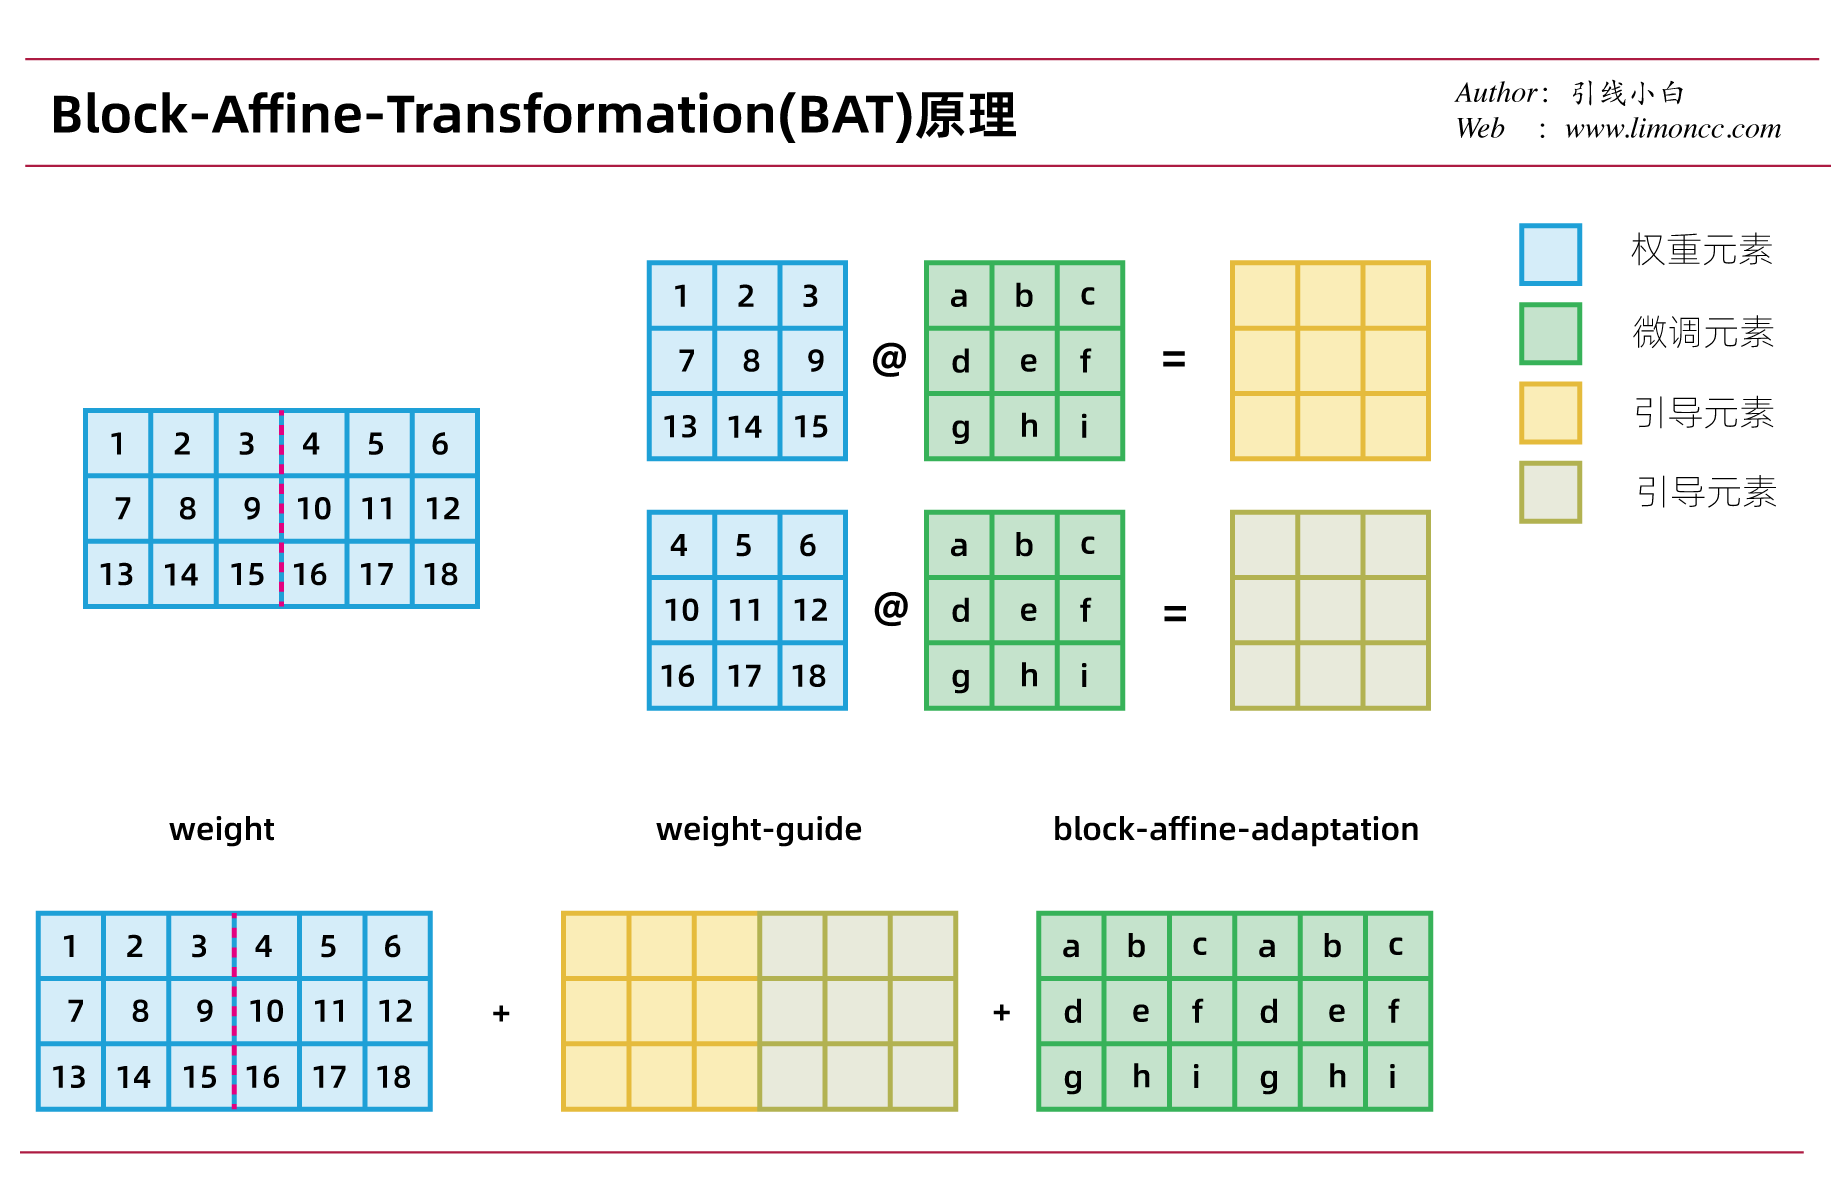 Block-Affine-Transformation(BAT)原理
Author: 引线小白
Web : www.limoncc.com
1 2 3 4 5 6
7 8 9 10 11 12
13 14 15 16 17 18
1 2 3 @ a b c =
7 8 9 d e f
13 14 15 g h i
4 5 6 @ a b c =
10 11 12 d e f
16 17 18 g h i
权重元素
微调元素
引导元素
引导元素
weight weight-guide block-affine-adaptation
1 2 3 4 5 6 + + a b c a b c
7 8 9 10 11 12 d e f d e f
13 14 15 16 17 18 g h i g h i